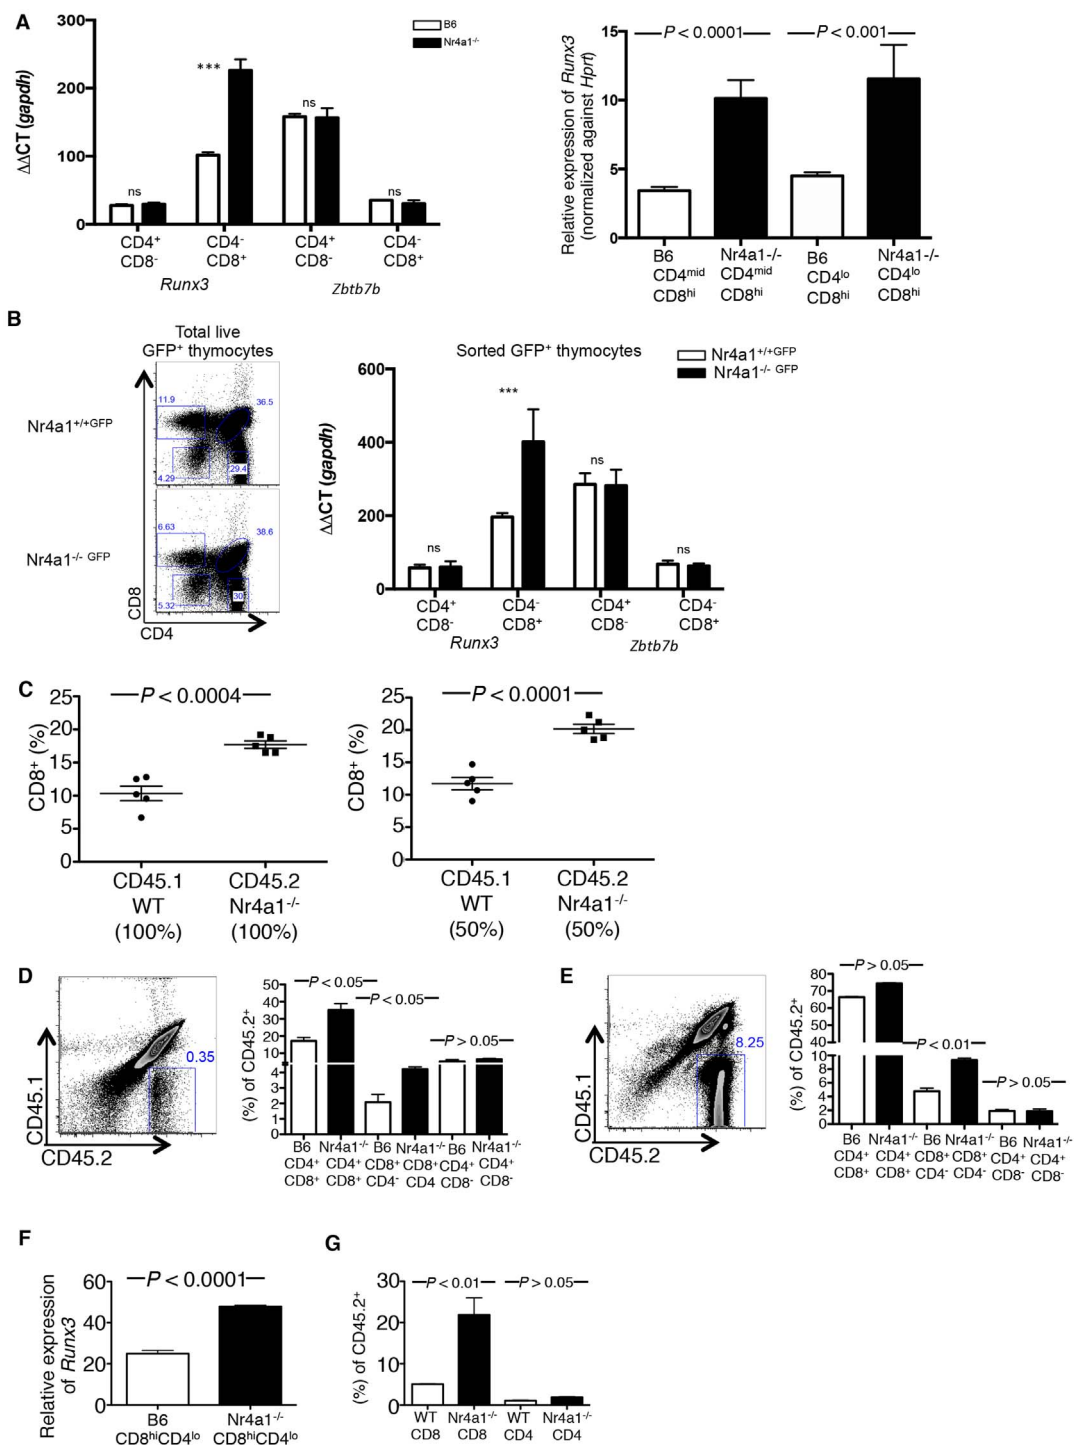 A
300
200
100
0
ΔΔCT (gapdh)
B6
Nr4a1-/-
***
ns
ns
ns
CD4+ CD4- CD4+ CD4-
CD8- CD8+ CD8- CD8+
Runx3 Zbtb7b
Relative expression of Runx3
(normalized against Hprt)
15
10
5
0
P < 0.0001 P < 0.001
B6 Nr4a1-/- B6 Nr4a1-/-
CD4mid CD4mid CD4lo CD4lo
CD8hi CD8hi CD8hi CD8hi
B
Total live
GFP+ thymocytes
Nr4a1+/+GFP
11.9
36.5
29.4
4.29
Nr4a1-/- GFP
6.63
38.6
30
5.32
CD8
CD4
Sorted GFP+ thymocytes
Nr4a1+/+GFP
Nr4a1-/- GFP
ΔΔCT (gapdh)
600
400
200
0
***
ns
ns
ns
CD4+ CD4- CD4+ CD4-
CD8- CD8+ CD8- CD8+
Runx3 Zbtb7b
C
CD8+ (%)
25
20
15
10
5
0
P < 0.0004
CD45.1 CD45.2
WT Nr4a1-/-
(100%) (100%)
CD8+ (%)
25
20
15
10
5
0
P < 0.0001
CD45.1 CD45.2
WT Nr4a1-/-
(50%) (50%)
D
0.35
CD45.1
CD45.2
(%) of CD45.2+
50
40
30
20
10
4
3
2
1
0
P < 0.05
P < 0.05
P > 0.05
B6 Nr4a1-/- B6 Nr4a1-/- B6 Nr4a1-/-
CD4+ CD4+ CD8+ CD8+ CD4+ CD4+
CD8+ CD8+ CD4- CD4 CD8- CD8-
E
8.25
CD45.1
CD45.2
(%) of CD45.2+
80
70
60
50
40
10
8
6
4
2
0
P > 0.05
P < 0.01
P > 0.05
B6 Nr4a1-/- B6 Nr4a1-/- B6 Nr4a1-/-
CD4+ CD4+ CD8+ CD8+ CD4+ CD4+
CD8+ CD8+ CD4- CD4- CD8- CD8-
F
Relative expression
of Runx3
60
40
20
0
P < 0.0001
B6 Nr4a1-/-
CD8hiCD4lo CD8hiCD4lo
G
(%) of CD45.2+
30
20
10
0
P < 0.01 P > 0.05
WT Nr4a1-/- WT Nr4a1-/-
CD8 CD8 CD4 CD4